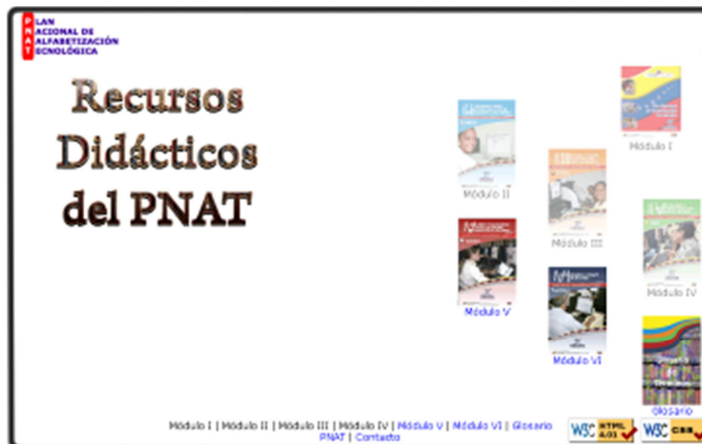 PLAN
NACIONAL DE
ALFABETIZACIÓN
TECNOLÓGICA
Recursos
Didácticos
del PNAT
Módulo I
Módulo II
Módulo III
Módulo IV
Módulo V
Módulo VI
Glosario
Módulo I | Módulo II | Módulo III | Módulo IV | Módulo V | Módulo VI | Glosario
PNAT | Contacto
W3C HTML 4.01
W3C CSS